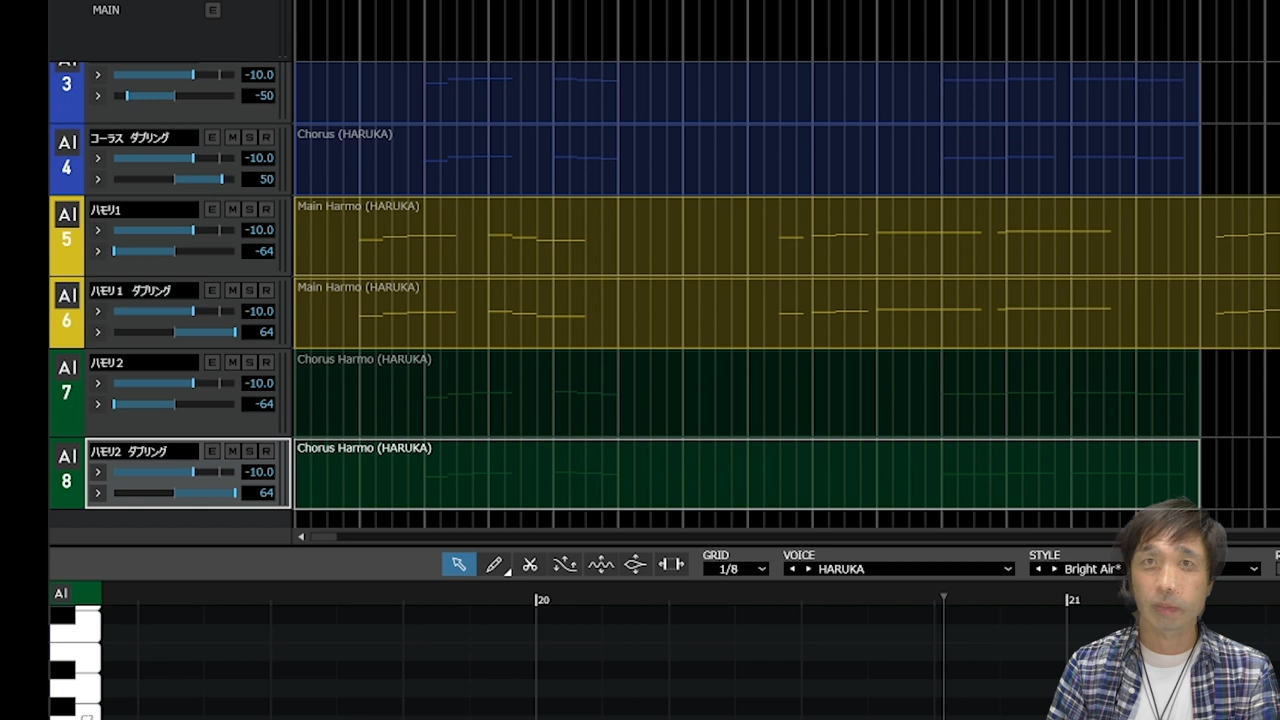 MAIN E
AI
3
-10.0
-50
AI
4
コーラス ダブリング E M S R
-10.0
50
Chorus (HARUKA)
AI
5
ハモリ1 E M S R
-10.0
-64
Main Harmo (HARUKA)
AI
6
ハモリ１ ダブリング E M S R
-10.0
64
Main Harmo (HARUKA)
AI
7
ハモリ２ E M S R
-10.0
-64
Chorus Harmo (HARUKA)
AI
8
ハモリ2 ダブリング E M S R
-10.0
64
Chorus Harmo (HARUKA)
GRID
1/8
VOICE
HARUKA
STYLE
Bright Air*
AI
20
21
C7